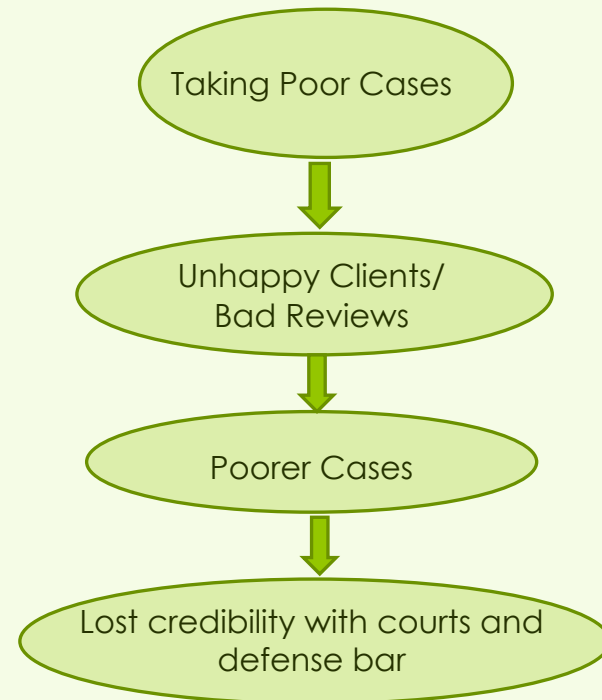 Taking Poor Cases
Unhappy Clients/
Bad Reviews
Poorer Cases
Lost credibility with courts and
defense bar